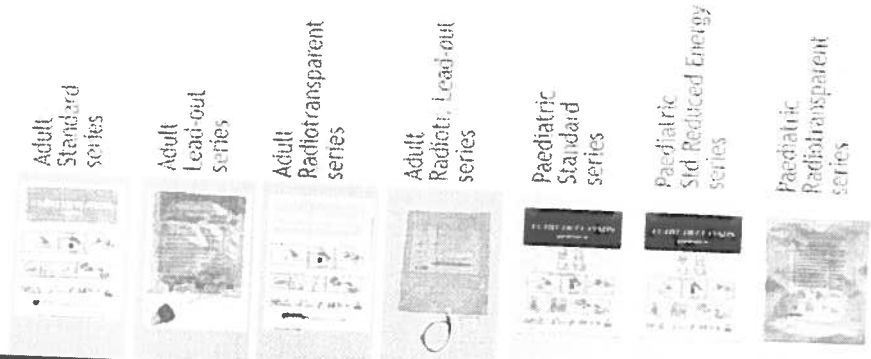 Adult
Standard
series
Adult
Lead-out
series
Adult
Radiotransparent
series
Adult
Radiotr. Lead-out
series
Paediatric
Standard
series
Paediatric
Std Reduced Energy
series
Paediatric
Radiotransparent
series